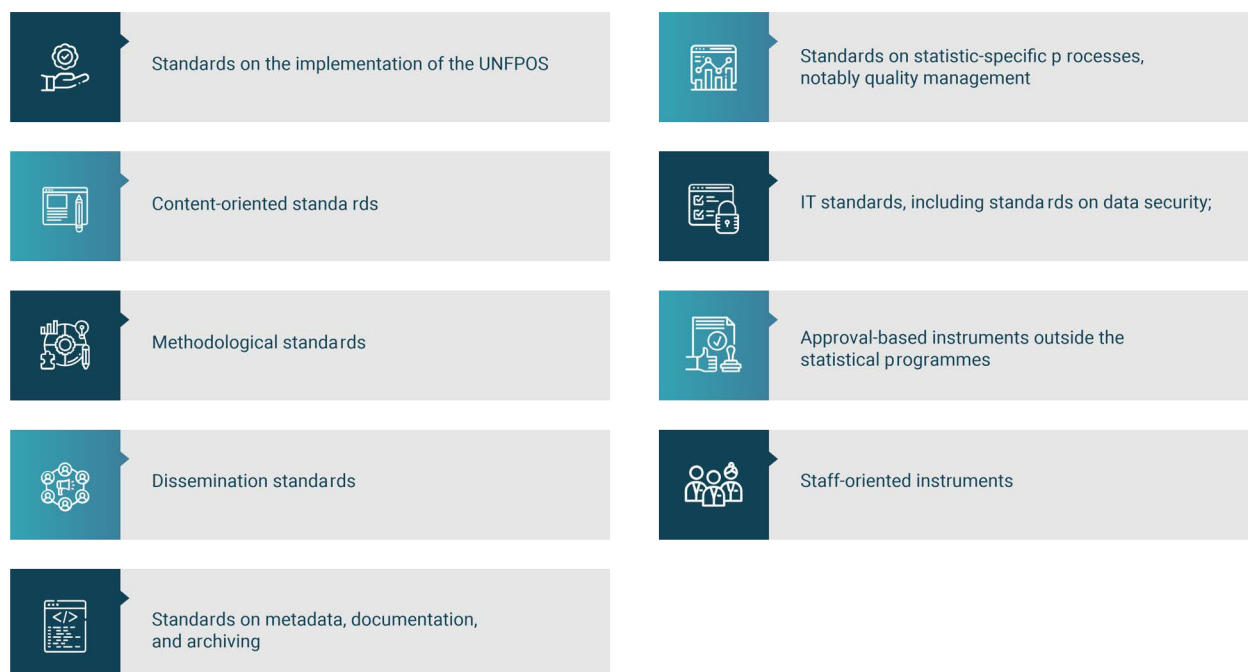 Standards on the implementation of the UNFPOS
Content-oriented standa rds
Methodological standards
Dissemination standards
Standards on metadata, documentation,
and archiving
Standards on statistic-specific p rocesses,
notably quality management
IT standards, including standa rds on data security;
Approval-based instruments outside the
statistical programmes
Staff-oriented instruments